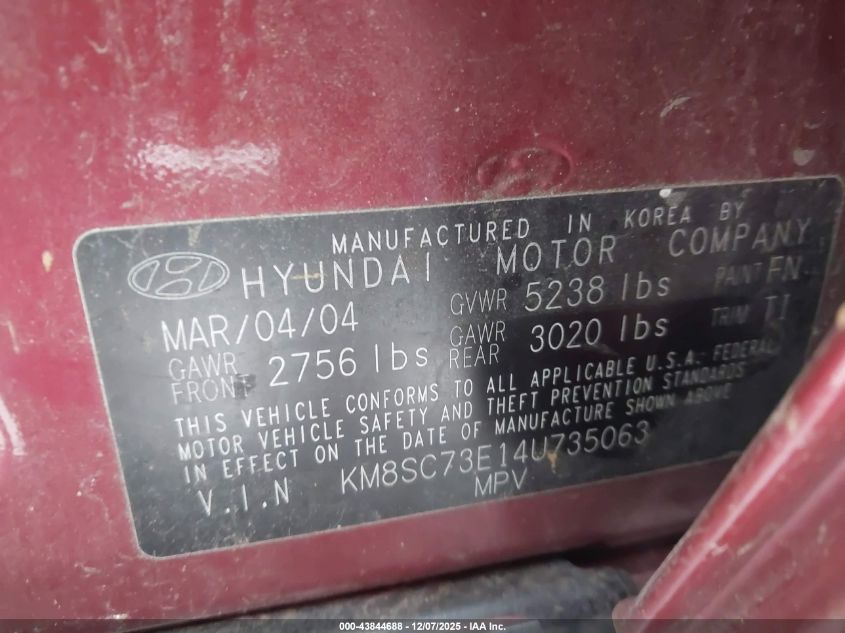 MANUFACTURED IN KOREA BY
HYUNDAI MOTOR COMPANY
MAR/04/04 GVWR 5238 lbs PAINT FN
GAWR FRONT 2756 lbs GAWR REAR 3020 lbs TRIM TI
THIS VEHICLE CONFORMS TO ALL APPLICABLE U.S.A. FEDERAL
MOTOR VEHICLE SAFETY AND THEFT PREVENTION STANDARDS
IN EFFECT ON THE DATE OF MANUFACTURE SHOWN ABOVE
V.I.N KM8SC73E14U735063
MPV
000-43844688 - 12/07/2025 - IAA Inc.